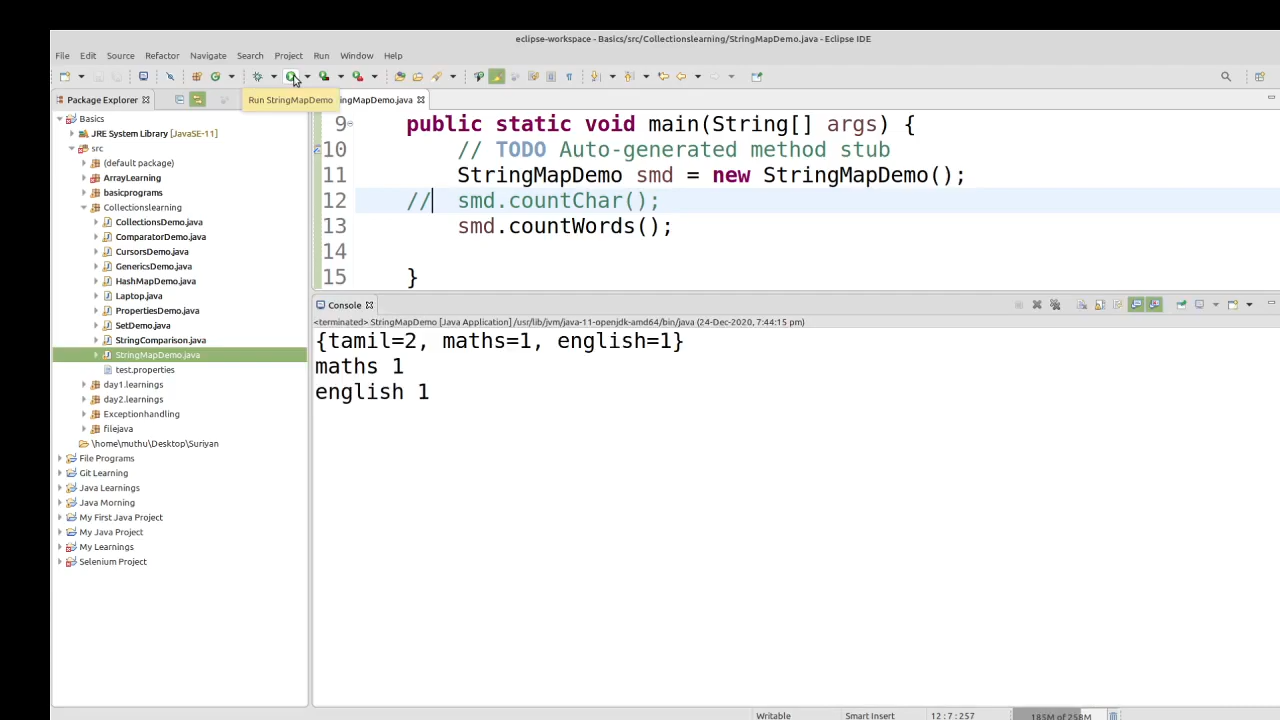 eclipse-workspace - Basics/src/Collectionslearning/StringMapDemo.java - Eclipse IDE
File Edit Source Refactor Navigate Search Project Run Window Help
Package Explorer
Run StringMapDemo
ngMapDemo.java
Basics
JRE System Library [JavaSE-11]
src
(default package)
ArrayLearning
basicprograms
Collectionslearning
CollectionsDemo.java
ComparatorDemo.java
CursorsDemo.java
GenericsDemo.java
HashMapDemo.java
Laptop.java
PropertiesDemo.java
SetDemo.java
StringComparison.java
StringMapDemo.java
test.properties
day1.learnings
day2.learnings
Exceptionhandling
filejava
\home\muthu\Desktop\Suriyan
File Programs
Git Learning
Java Learnings
Java Morning
My First Java Project
My Java Project
My Learnings
Selenium Project
9 public static void main(String[] args) {
10 // TODO Auto-generated method stub
11 StringMapDemo smd = new StringMapDemo();
12 // smd.countChar();
13 smd.countWords();
14
15 }
Console
<terminated> StringMapDemo [Java Application] /usr/lib/jvm/java-11-openjdk-amd64/bin/java (24-Dec-2020, 7:44:15 pm)
{tamil=2, maths=1, english=1}
maths 1
english 1
Writable Smart Insert 12:7:257 185M of 258M